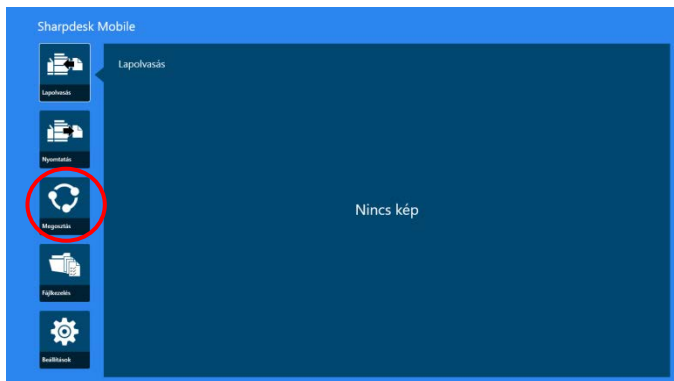 Sharpdesk Mobile
Lapolvasás
Lapolvasás
Nyomtatás
Megosztás
Nincs kép
Fájlkezelés
Beállítások